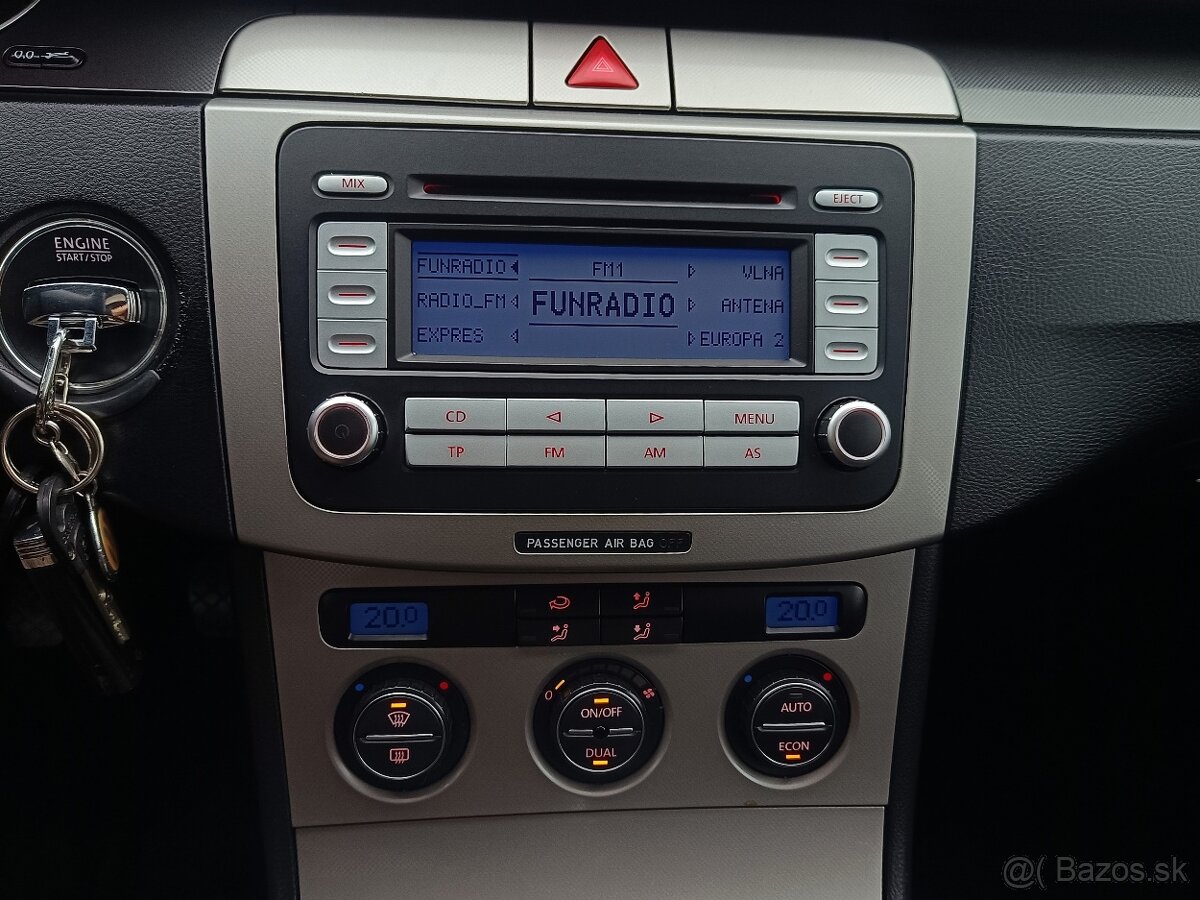 MIX
EJECT
ENGINE
START/STOP
FUNRADIO
FM1
VLNA
RADIO_FM
FUNRADIO
ANTENA
EXPRES
EUROPA 2
CD
MENU
TP
FM
AM
AS
PASSENGER AIR BAG OFF
20.0
20.0
0
ON/OFF
DUAL
AUTO
ECON
@( Bazos.sk